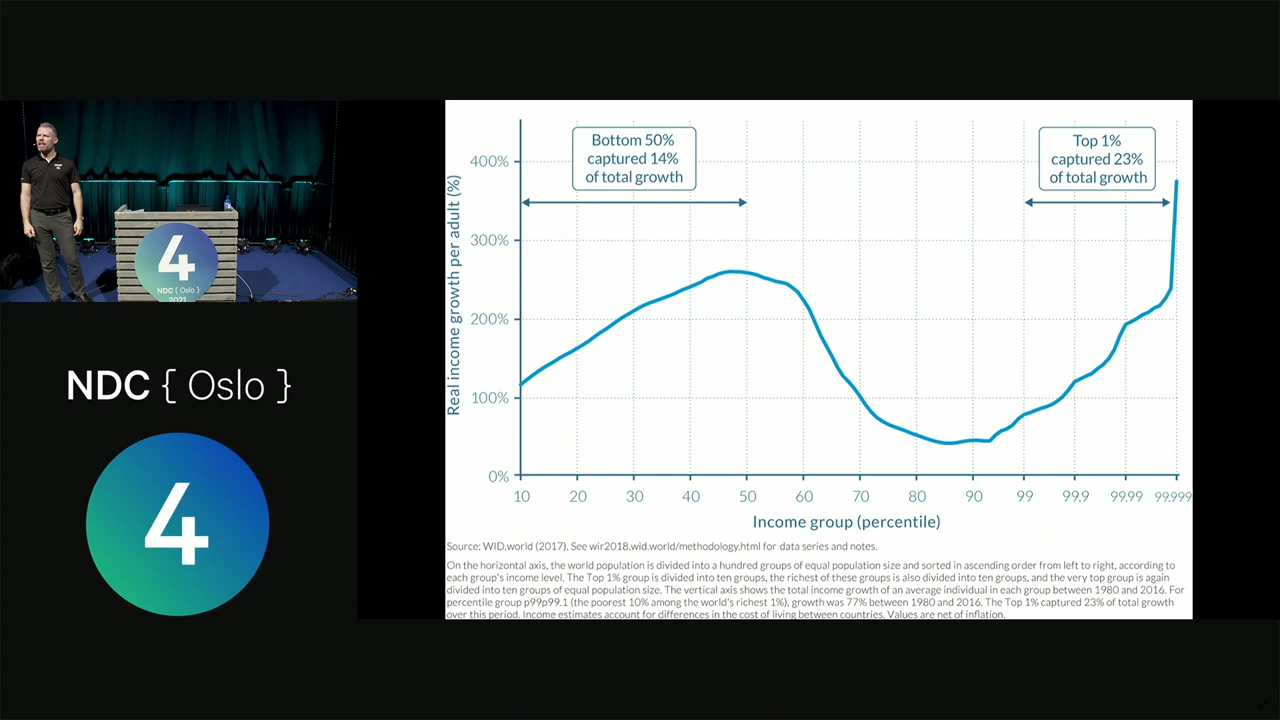 4
NDC { Oslo }
2021
NDC { Oslo }
4
Bottom 50%
captured 14%
of total growth
Top 1%
captured 23%
of total growth
Real income growth per adult (%)
400%
300%
200%
100%
0%
10 20 30 40 50 60 70 80 90 99 99.9 99.99 99.999
Income group (percentile)
Source: WID.world (2017). See wir2018.wid.world/methodology.html for data series and notes.
On the horizontal axis, the world population is divided into a hundred groups of equal population size and sorted in ascending order from left to right, according to
each group's income level. The Top 1% group is divided into ten groups, the richest of these groups is also divided into ten groups, and the very top group is again
divided into ten groups of equal population size. The vertical axis shows the total income growth of an average individual in each group between 1980 and 2016. For
percentile group p99p99.1 (the poorest 10% among the world's richest 1%), growth was 77% between 1980 and 2016. The Top 1% captured 23% of total growth
over this period. Income estimates account for differences in the cost of living between countries. Values are net of inflation.